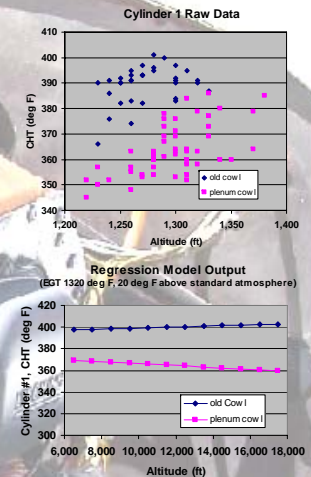 Cylinder 1 Raw Data
CHT (deg F)
410
400
390
380
370
360
350
340
old cowl
plenum cowl
1,200
1,250
1,300
1,350
1,400
Altitude (ft)
Regression Model Output
(EGT 1320 deg F, 20 deg F above standard atmosphere)
Cylinder #1, CHT (deg F)
420
400
380
360
340
320
300
old Cowl
plenum cowl
6,000
8,000
10,000
12,000
14,000
16,000
18,000
Altitude (ft)